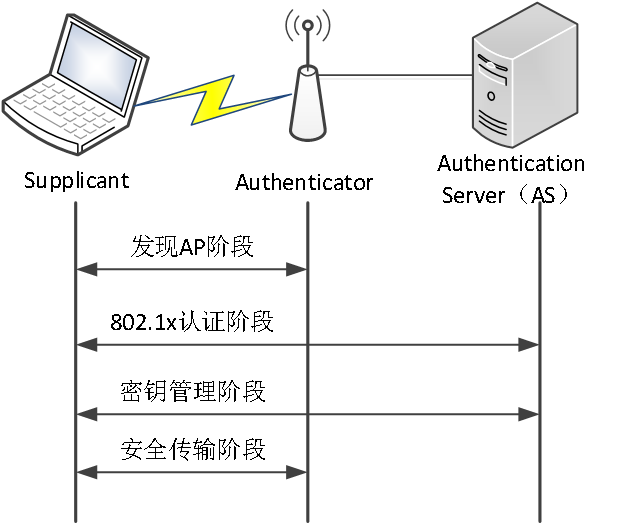 Supplicant
Authenticator
Authentication
Server（AS）
发现AP阶段
802.1x认证阶段
密钥管理阶段
安全传输阶段